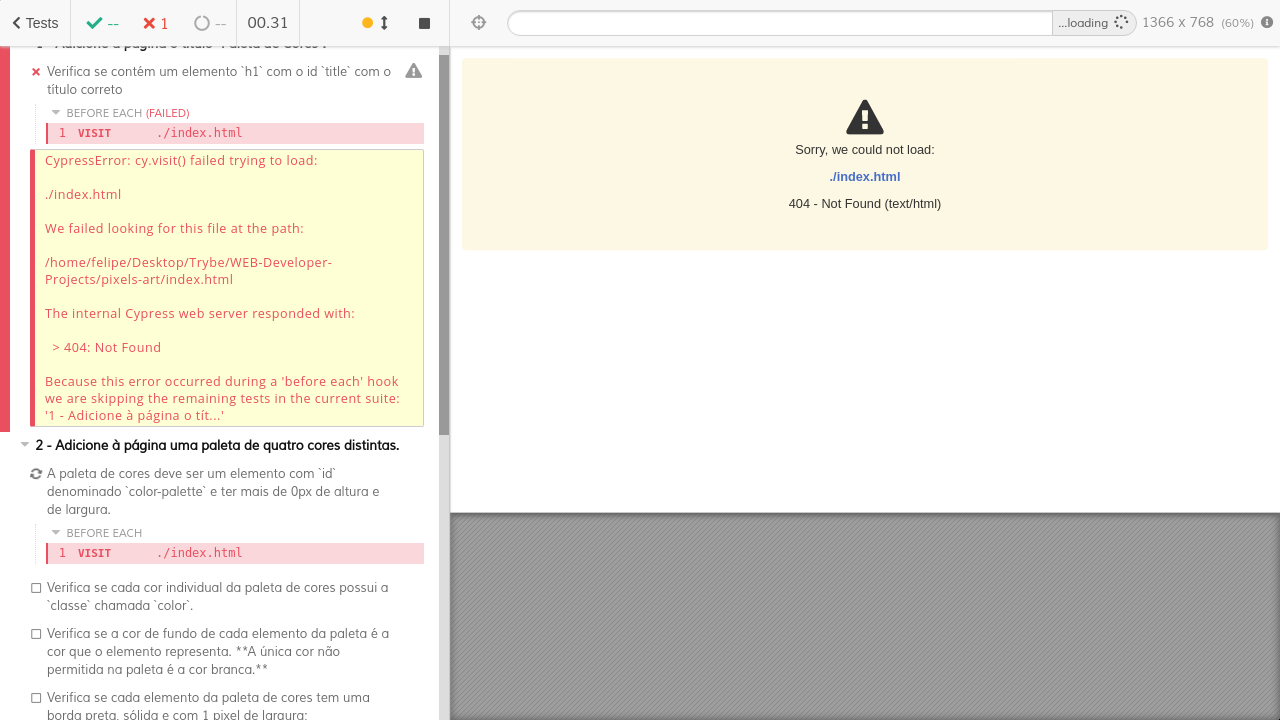 Tests
--
1
--
00.31
...loading
1366 x 768 (60%)
1 - Adicione à página o título "Paleta de Cores".
Verifica se contém um elemento `h1` com o id `title` com o
título correto
BEFORE EACH (FAILED)
1 VISIT ./index.html
CypressError: cy.visit() failed trying to load:
./index.html
We failed looking for this file at the path:
/home/felipe/Desktop/Trybe/WEB-Developer-
Projects/pixels-art/index.html
The internal Cypress web server responded with:
> 404: Not Found
Because this error occurred during a 'before each' hook
we are skipping the remaining tests in the current suite:
'1 - Adicione à página o tít...'
2 - Adicione à página uma paleta de quatro cores distintas.
A paleta de cores deve ser um elemento com `id`
denominado `color-palette` e ter mais de 0px de altura e
de largura.
BEFORE EACH
1 VISIT ./index.html
Verifica se cada cor individual da paleta de cores possui a
`classe` chamada `color`.
Verifica se a cor de fundo de cada elemento da paleta é a
cor que o elemento representa. **A única cor não
permitida na paleta é a cor branca.**
Verifica se cada elemento da paleta de cores tem uma
borda preta, sólida e com 1 pixel de largura;
Sorry, we could not load:
./index.html
404 - Not Found (text/html)